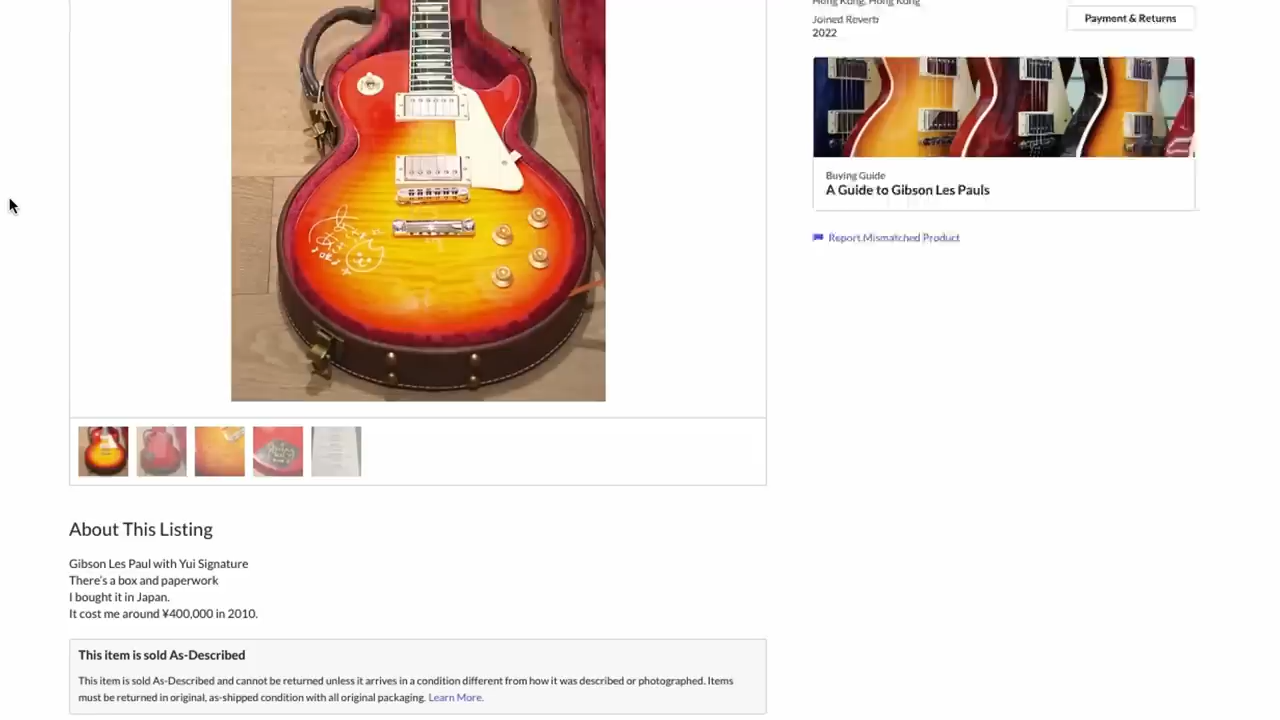 Hong Kong, Hong Kong
Joined Reverb
2022
Payment & Returns
Buying Guide
A Guide to Gibson Les Pauls
Report Mismatched Product
About This Listing
Gibson Les Paul with Yui Signature
There's a box and paperwork
I bought it in Japan.
It cost me around ¥400,000 in 2010.
This item is sold As-Described
This item is sold As-Described and cannot be returned unless it arrives in a condition different from how it was described or photographed. Items
must be returned in original, as-shipped condition with all original packaging. Learn More.